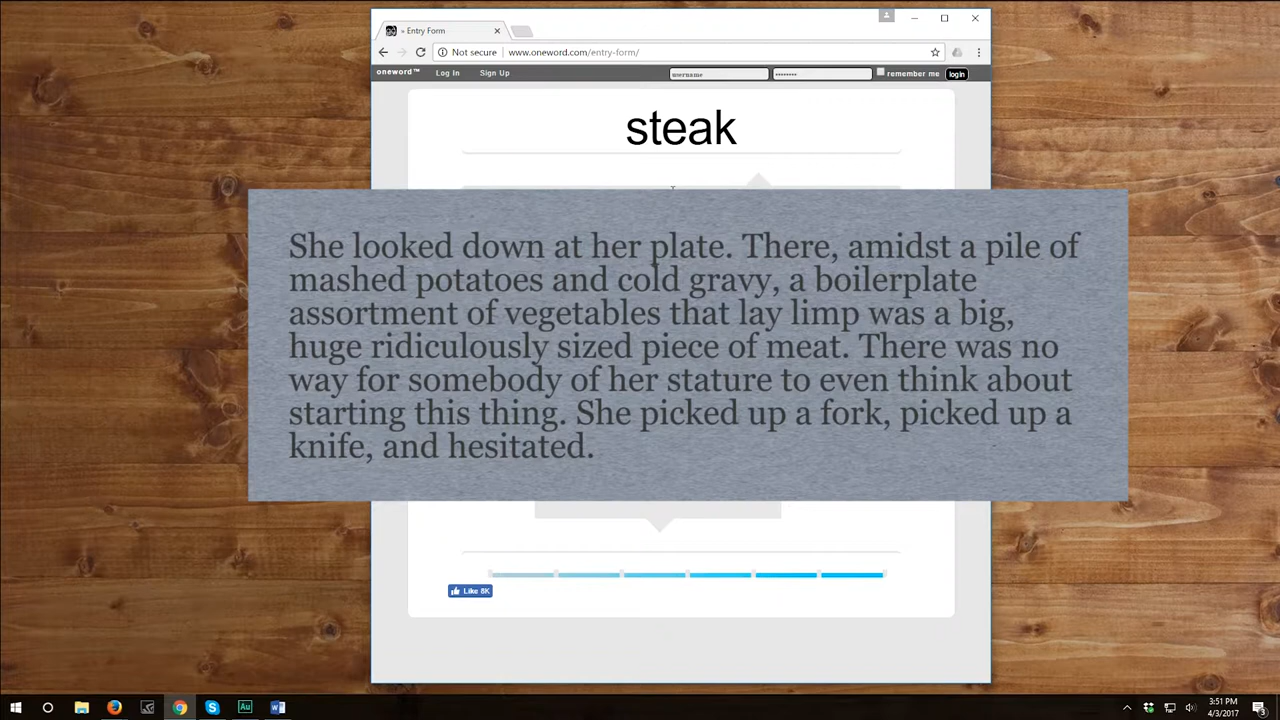 » Entry Form
Not secure www.oneword.com/entry-form/
oneword™ Log In Sign Up username •••••••• remember me login
steak
She looked down at her plate. There, amidst a pile of
mashed potatoes and cold gravy, a boilerplate
assortment of vegetables that lay limp was a big,
huge ridiculously sized piece of meat. There was no
way for somebody of her stature to even think about
starting this thing. She picked up a fork, picked up a
knife, and hesitated.
Like 8K
3:51 PM
4/3/2017